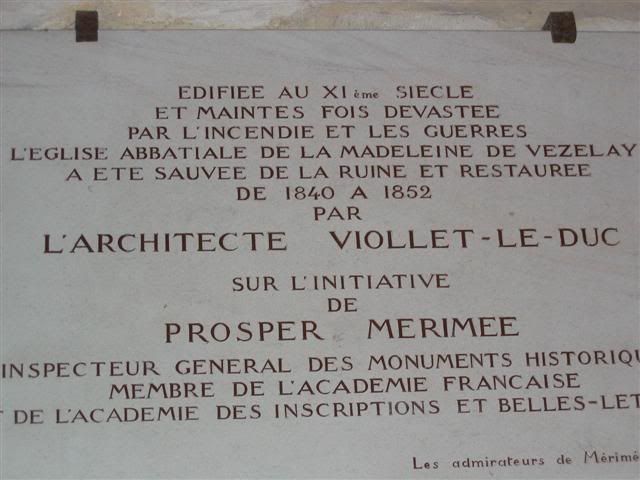 EDIFIEE AU XIème SIECLE
ET MAINTES FOIS DEVASTEE
PAR L'INCENDIE ET LES GUERRES
L'EGLISE ABBATIALE DE LA MADELEINE DE VEZELAY
A ETE SAUVEE DE LA RUINE ET RESTAUREE
DE 1840 A 1852
PAR
L'ARCHITECTE VIOLLET-LE-DUC
SUR L'INITIATIVE
DE
PROSPER MERIMEE
INSPECTEUR GENERAL DES MONUMENTS HISTORIQU
MEMBRE DE L'ACADEMIE FRANCAISE
T DE L'ACADEMIE DES INSCRIPTIONS ET BELLES-LET
Les admirateurs de Mérimé